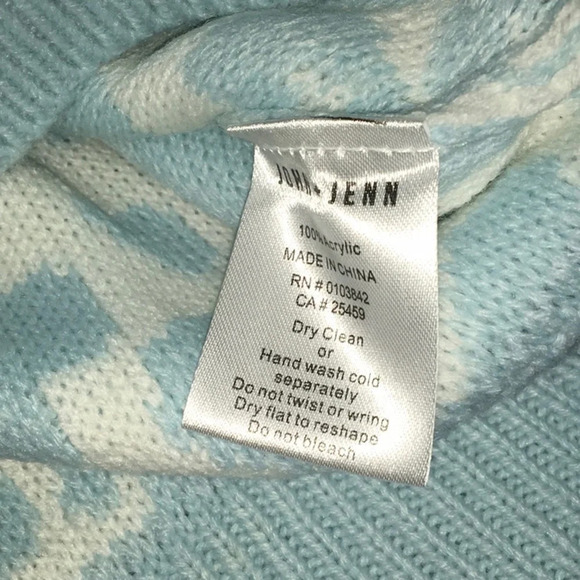 JOHN + JENN
100% Acrylic
MADE IN CHINA
RN # 0103842
CA # 25459
Dry Clean
or
Hand wash cold
separately
Do not twist or wring
Dry flat to reshape
Do not bleach